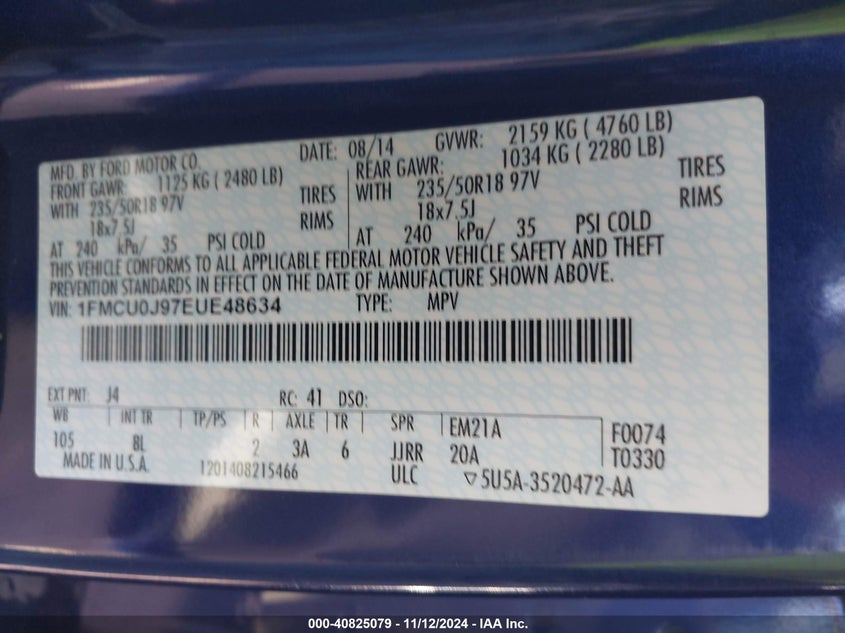 MFD. BY FORD MOTOR CO. DATE: 08/14 GVWR: 2159 KG ( 4760 LB)
FRONT GAWR: 1125 KG ( 2480 LB) REAR GAWR: 1034 KG ( 2280 LB)
WITH 235/50R18 97V TIRES WITH 235/50R18 97V TIRES
18x7.5J RIMS 18x7.5J RIMS
AT 240 kPa/ 35 PSI COLD AT 240 kPa/ 35 PSI COLD
THIS VEHICLE CONFORMS TO ALL APPLICABLE FEDERAL MOTOR VEHICLE SAFETY AND THEFT
PREVENTION STANDARDS IN EFFECT ON THE DATE OF MANUFACTURE SHOWN ABOVE.
VIN: 1FMCU0J97EUE48634 TYPE: MPV
EXT PNT: J4 RC: 41 DSO:
WB INT TR TP/PS R AXLE TR SPR EM21A F0074
105 8L 2 3A 6 JJRR 20A T0330
MADE IN U.S.A. 1201408215466 ULC ▽5U5A-3520472-AA
000-40825079 - 11/12/2024 - IAA Inc.